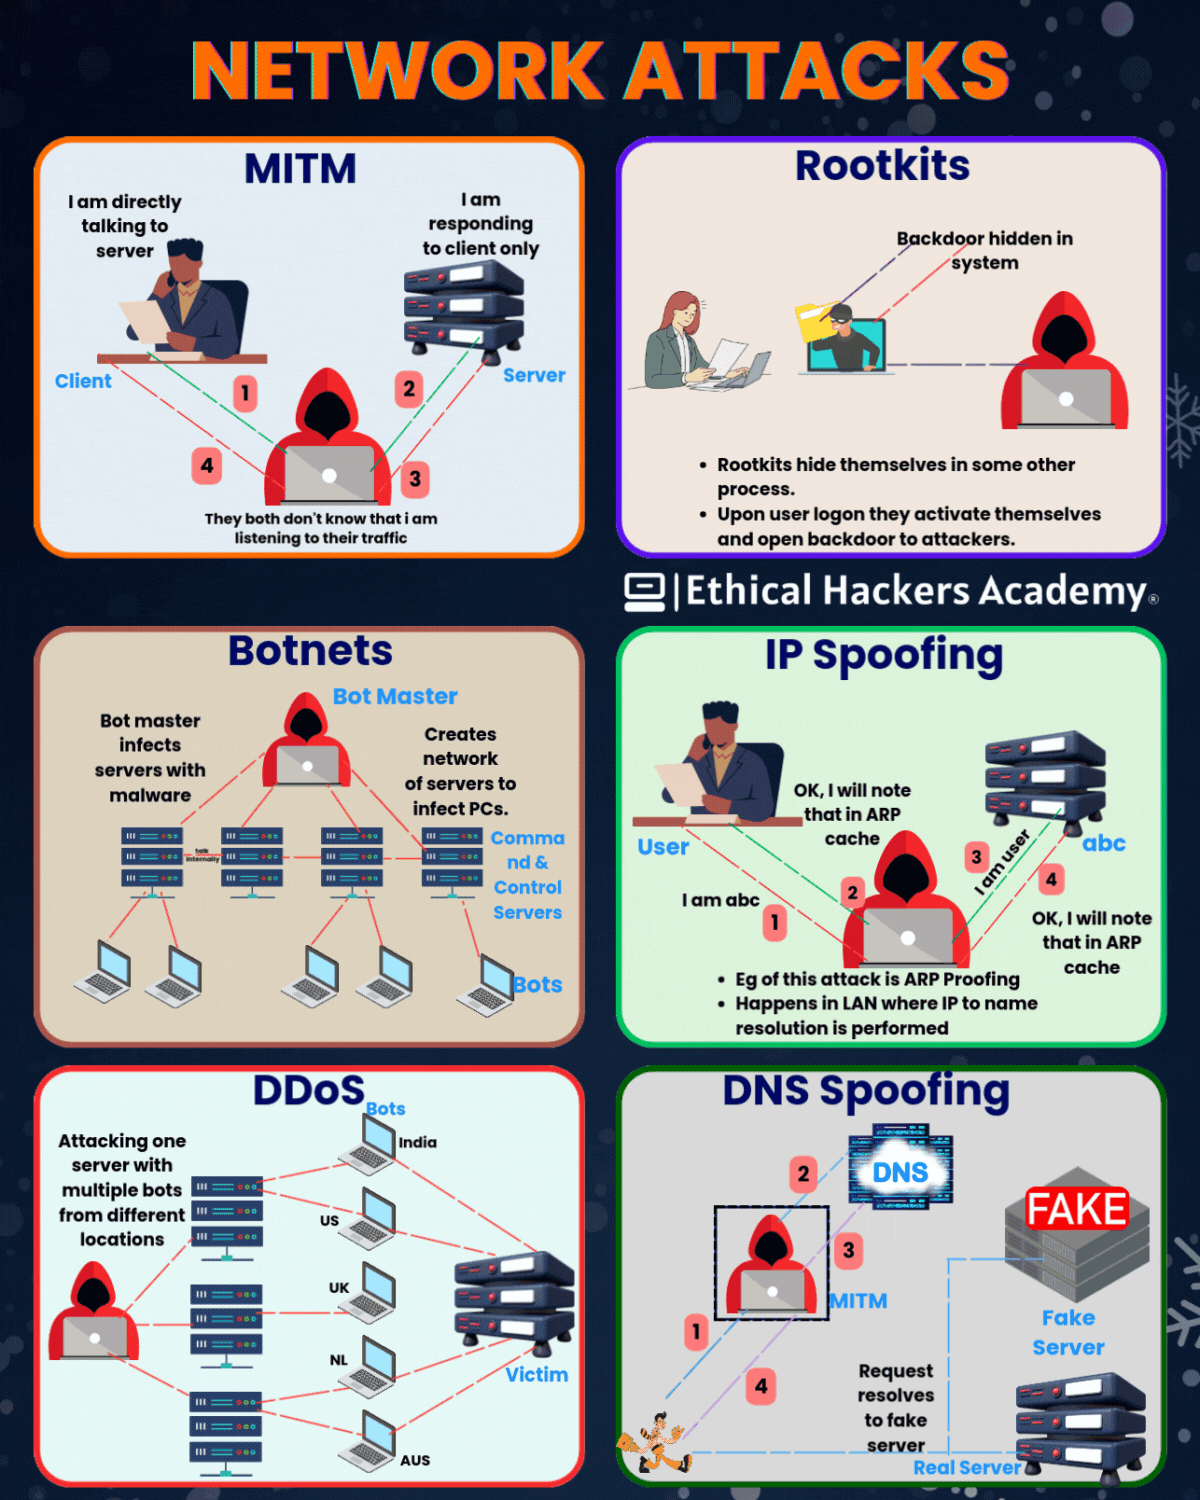 NETWORK ATTACKS
MITM
I am directly
talking to
server
I am
responding
to client only
Client
Server
1
2
4
3
They both don't know that i am
listening to their traffic
Rootkits
Backdoor hidden in
system
• Rootkits hide themselves in some other
process.
• Upon user logon they activate themselves
and open backdoor to attackers.
|Ethical Hackers Academy®
Botnets
Bot Master
Bot master
infects
servers with
malware
Creates
network
of servers to
infect PCs.
talk
internally
Comma
nd &
Control
Servers
Bots
IP Spoofing
OK, I will note
that in ARP
cache
User
abc
3
I am user
4
2
I am abc
1
OK, I will note
that in ARP
cache
• Eg of this attack is ARP Proofing
• Happens in LAN where IP to name
resolution is performed
DDoS
Bots
Attacking one
server with
multiple bots
from different
locations
India
US
UK
NL
AUS
Victim
DNS Spoofing
DNS
2
FAKE
3
MITM
1
Fake
Server
4
Request
resolves
to fake
server
Real Server